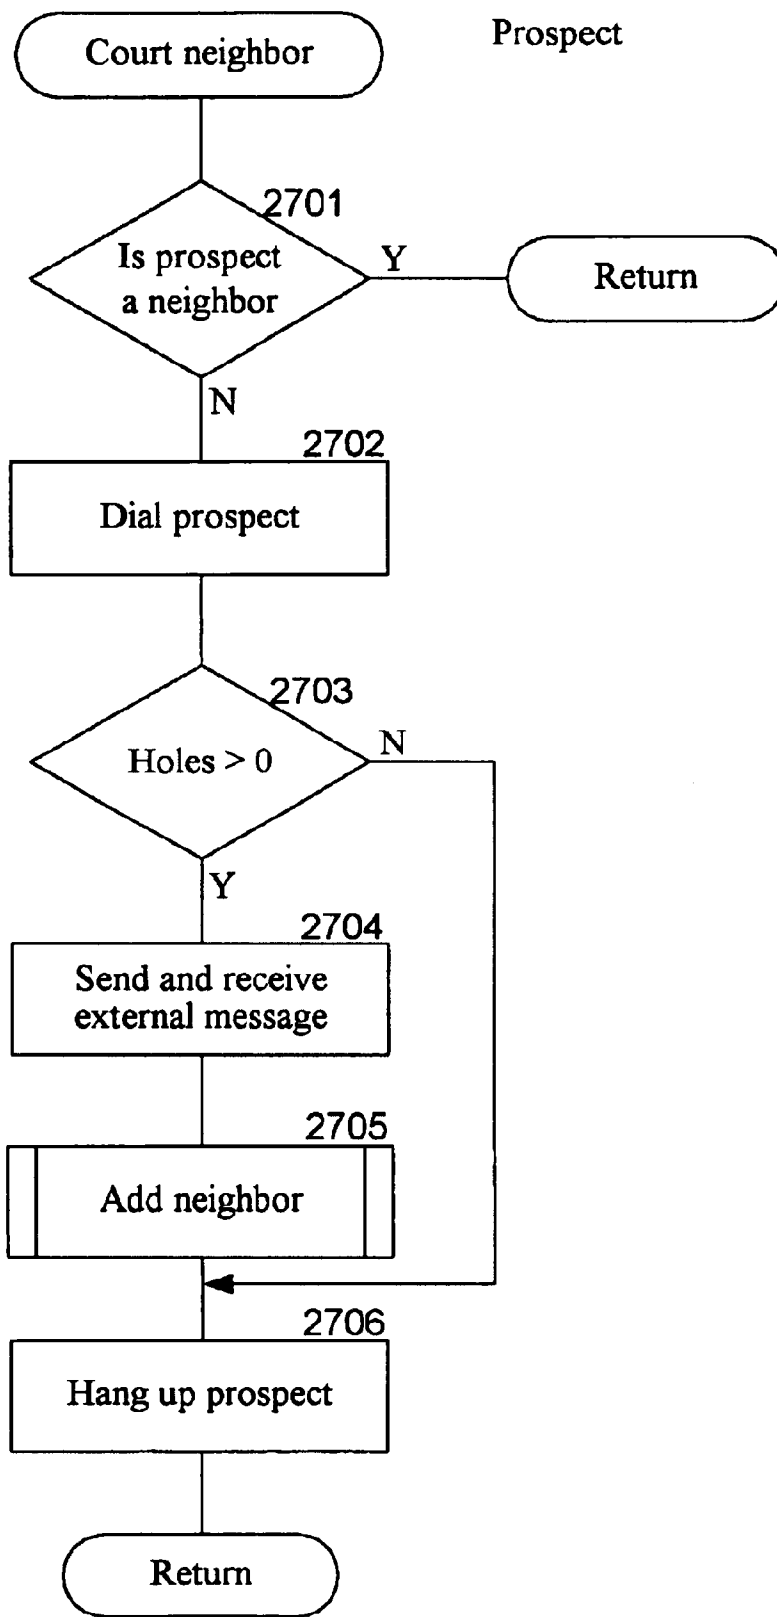 Court neighbor
Prospect
2701
Is prospect
a neighbor
Y
Return
N
2702
Dial prospect
2703
Holes > 0
N
Y
2704
Send and receive
external message
2705
Add neighbor
2706
Hang up prospect
Return